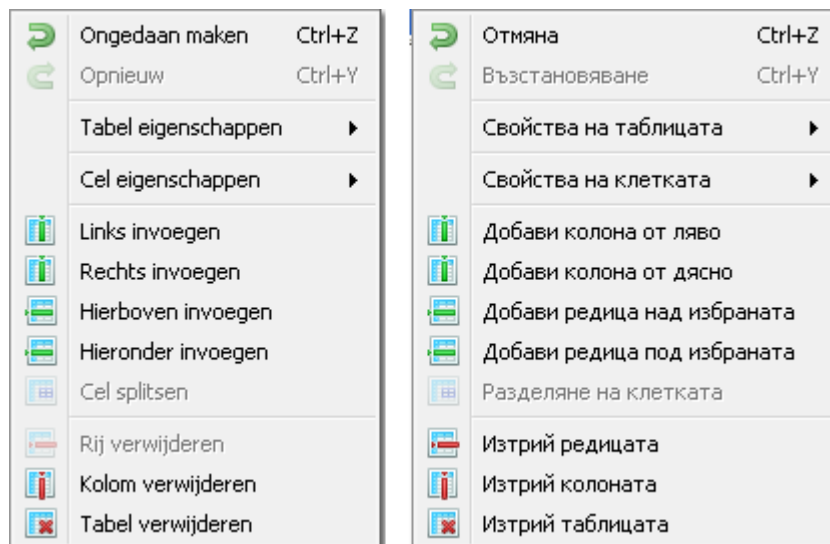 Ongedaan maken Ctrl+Z
Opnieuw Ctrl+Y
Tabel eigenschappen
Cel eigenschappen
Links invoegen
Rechts invoegen
Hierboven invoegen
Hieronder invoegen
Cel splitsen
Rij verwijderen
Kolom verwijderen
Tabel verwijderen
Отмяна Ctrl+Z
Възстановяване Ctrl+Y
Свойства на таблицата
Свойства на клетката
Добави колона от ляво
Добави колона от дясно
Добави редица над избраната
Добави редица под избраната
Разделяне на клетката
Изтрий редицата
Изтрий колоната
Изтрий таблицата